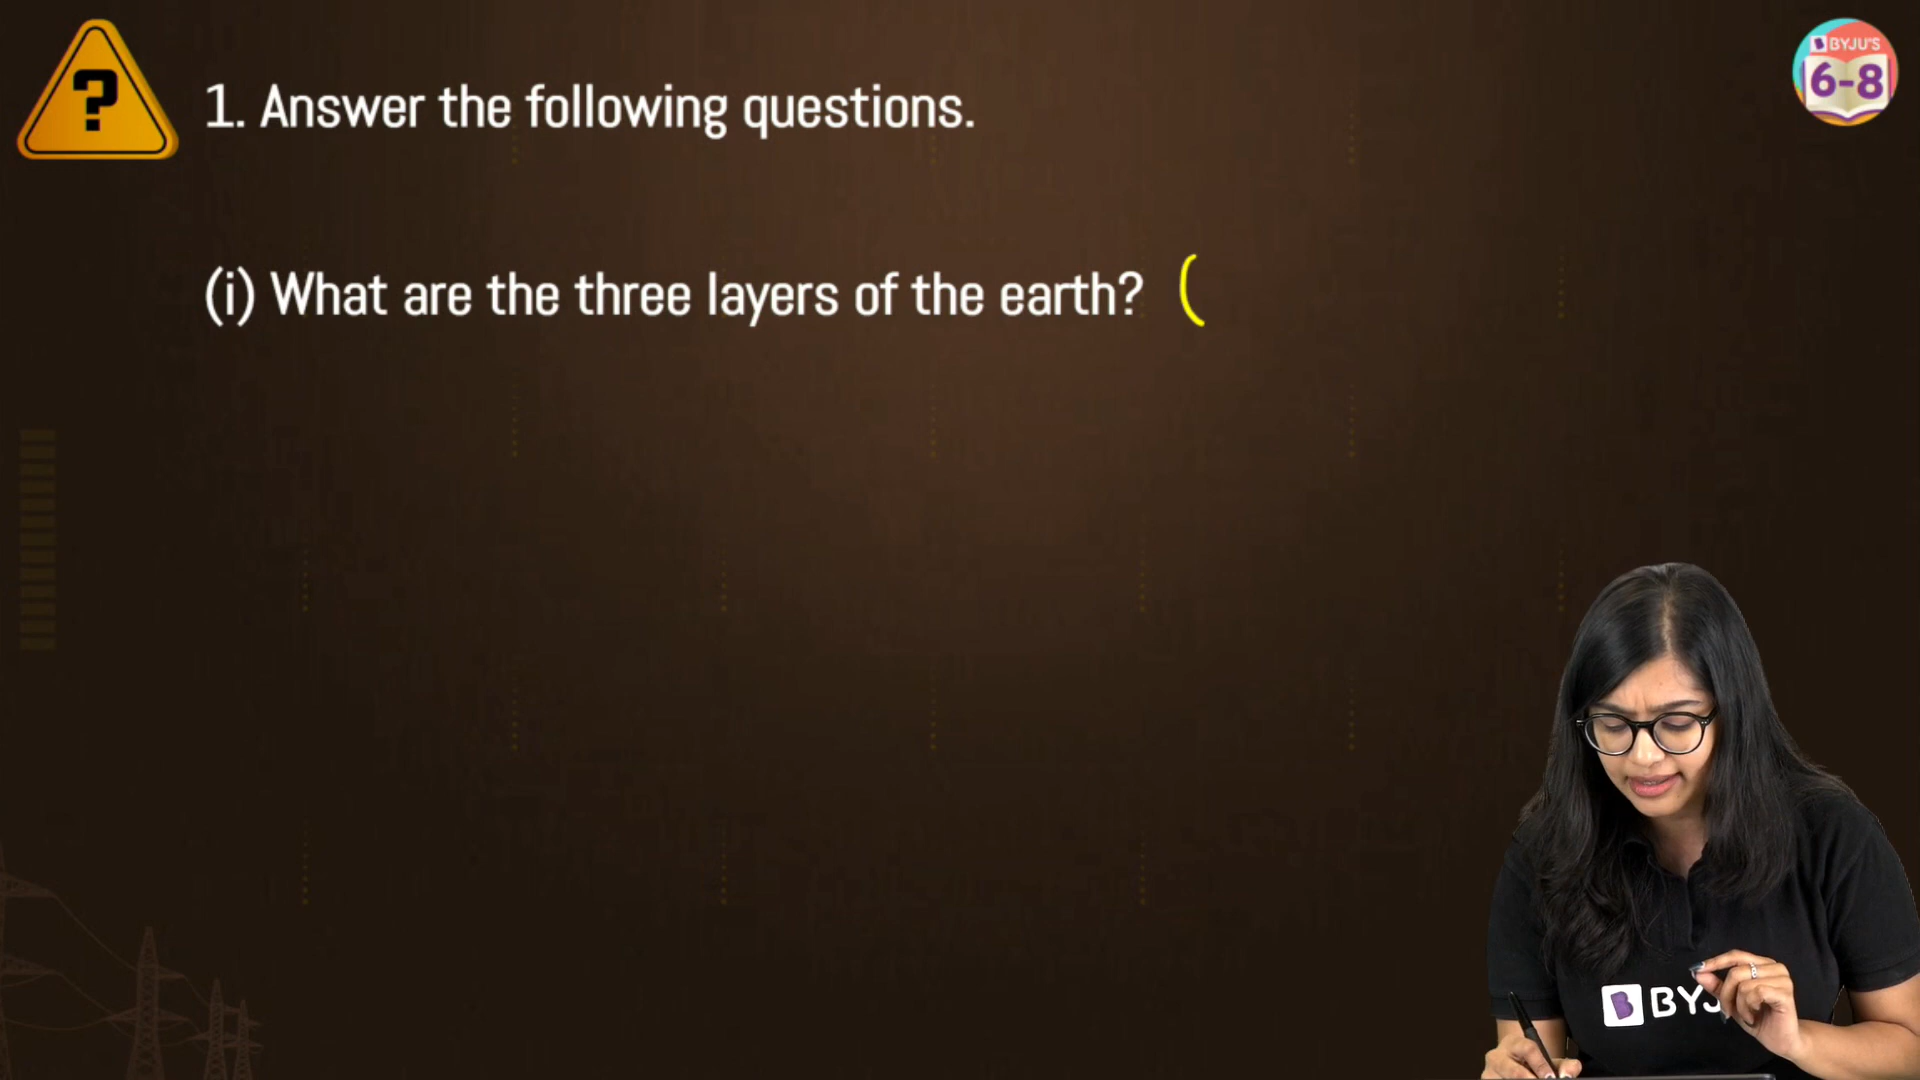 ?
1. Answer the following questions.
BYJU'S
6-8
(i) What are the three layers of the earth? (
BYJ